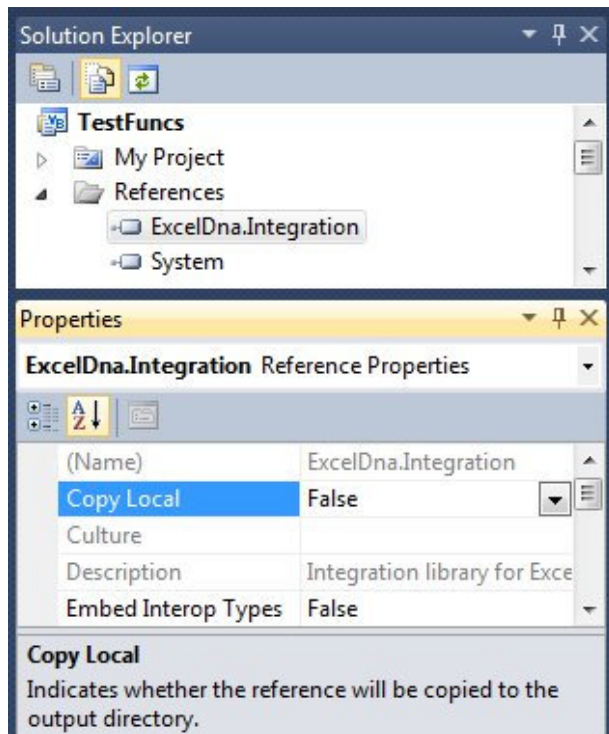 Solution Explorer
TestFuncs
My Project
References
ExcelDna.Integration
System
Properties
ExcelDna.Integration Reference Properties
(Name) ExcelDna.Integration
Copy Local False
Culture
Description Integration library for Exce
Embed Interop Types False
Copy Local
Indicates whether the reference will be copied to the
output directory.